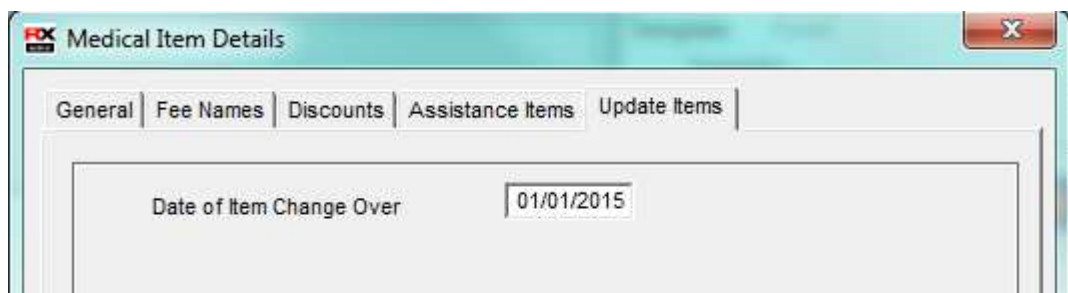 Medical Item Details
General Fee Names Discounts Assistance Items Update Items
Date of Item Change Over 01/01/2015